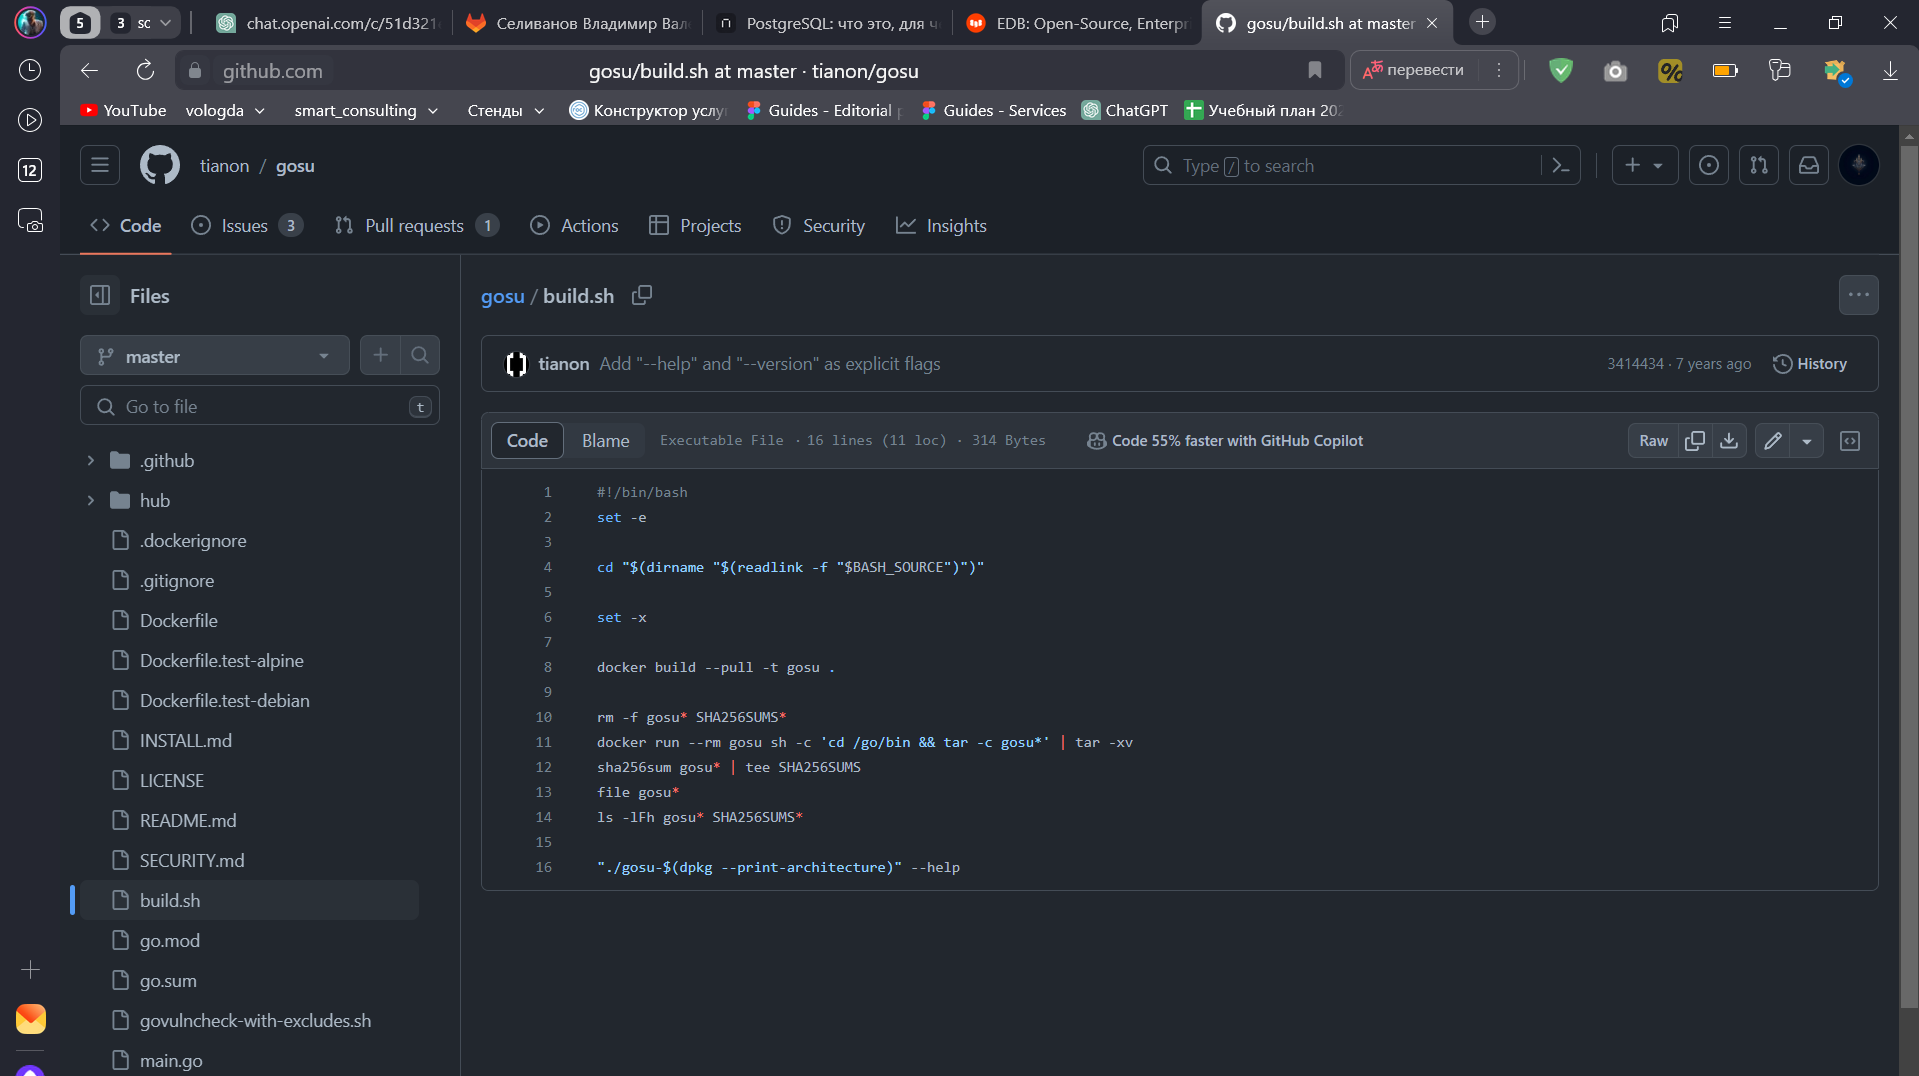 5
3 sc
chat.openai.com/c/51d321
Селиванов Владимир Вал
PostgreSQL: что это, для ч
EDB: Open-Source, Enterpr
gosu/build.sh at master
github.com
gosu/build.sh at master · tianon/gosu
перевести
YouTube
vologda
smart_consulting
Стенды
Конструктор услу
Guides - Editorial
Guides - Services
ChatGPT
Учебный план 202
12
tianon / gosu
Type / to search
Code
Issues 3
Pull requests 1
Actions
Projects
Security
Insights
Files
master
Go to file t
.github
hub
.dockerignore
.gitignore
Dockerfile
Dockerfile.test-alpine
Dockerfile.test-debian
INSTALL.md
LICENSE
README.md
SECURITY.md
build.sh
go.mod
go.sum
govulncheck-with-excludes.sh
main.go
gosu / build.sh
tianon Add "--help" and "--version" as explicit flags
3414434 · 7 years ago
History
Code Blame Executable File · 16 lines (11 loc) · 314 Bytes
Code 55% faster with GitHub Copilot
Raw
1 #!/bin/bash
2 set -e
3
4 cd "$(dirname "$(readlink -f "$BASH_SOURCE")")"
5
6 set -x
7
8 docker build --pull -t gosu .
9
10 rm -f gosu* SHA256SUMS*
11 docker run --rm gosu sh -c 'cd /go/bin && tar -c gosu*' | tar -xv
12 sha256sum gosu* | tee SHA256SUMS
13 file gosu*
14 ls -lFh gosu* SHA256SUMS*
15
16 "./gosu-$(dpkg --print-architecture)" --help